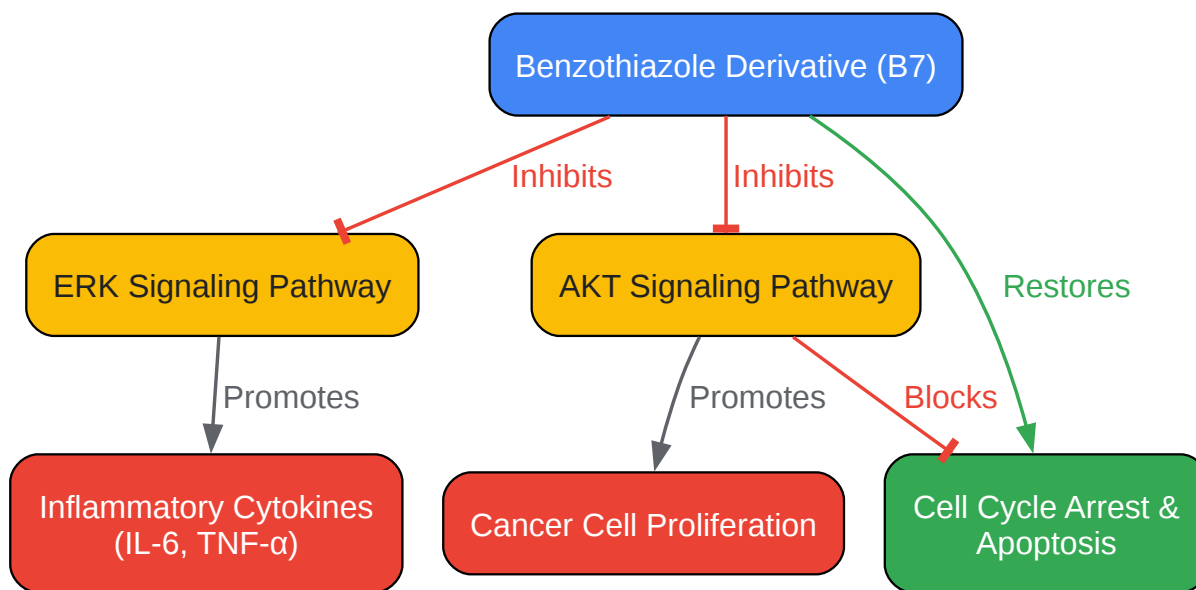 Benzothiazole Derivative (B7)
Inhibits
Inhibits
ERK Signaling Pathway
AKT Signaling Pathway
Restores
Promotes
Promotes
Blocks
Inflammatory Cytokines
(IL-6, TNF-α)
Cancer Cell Proliferation
Cell Cycle Arrest &
Apoptosis